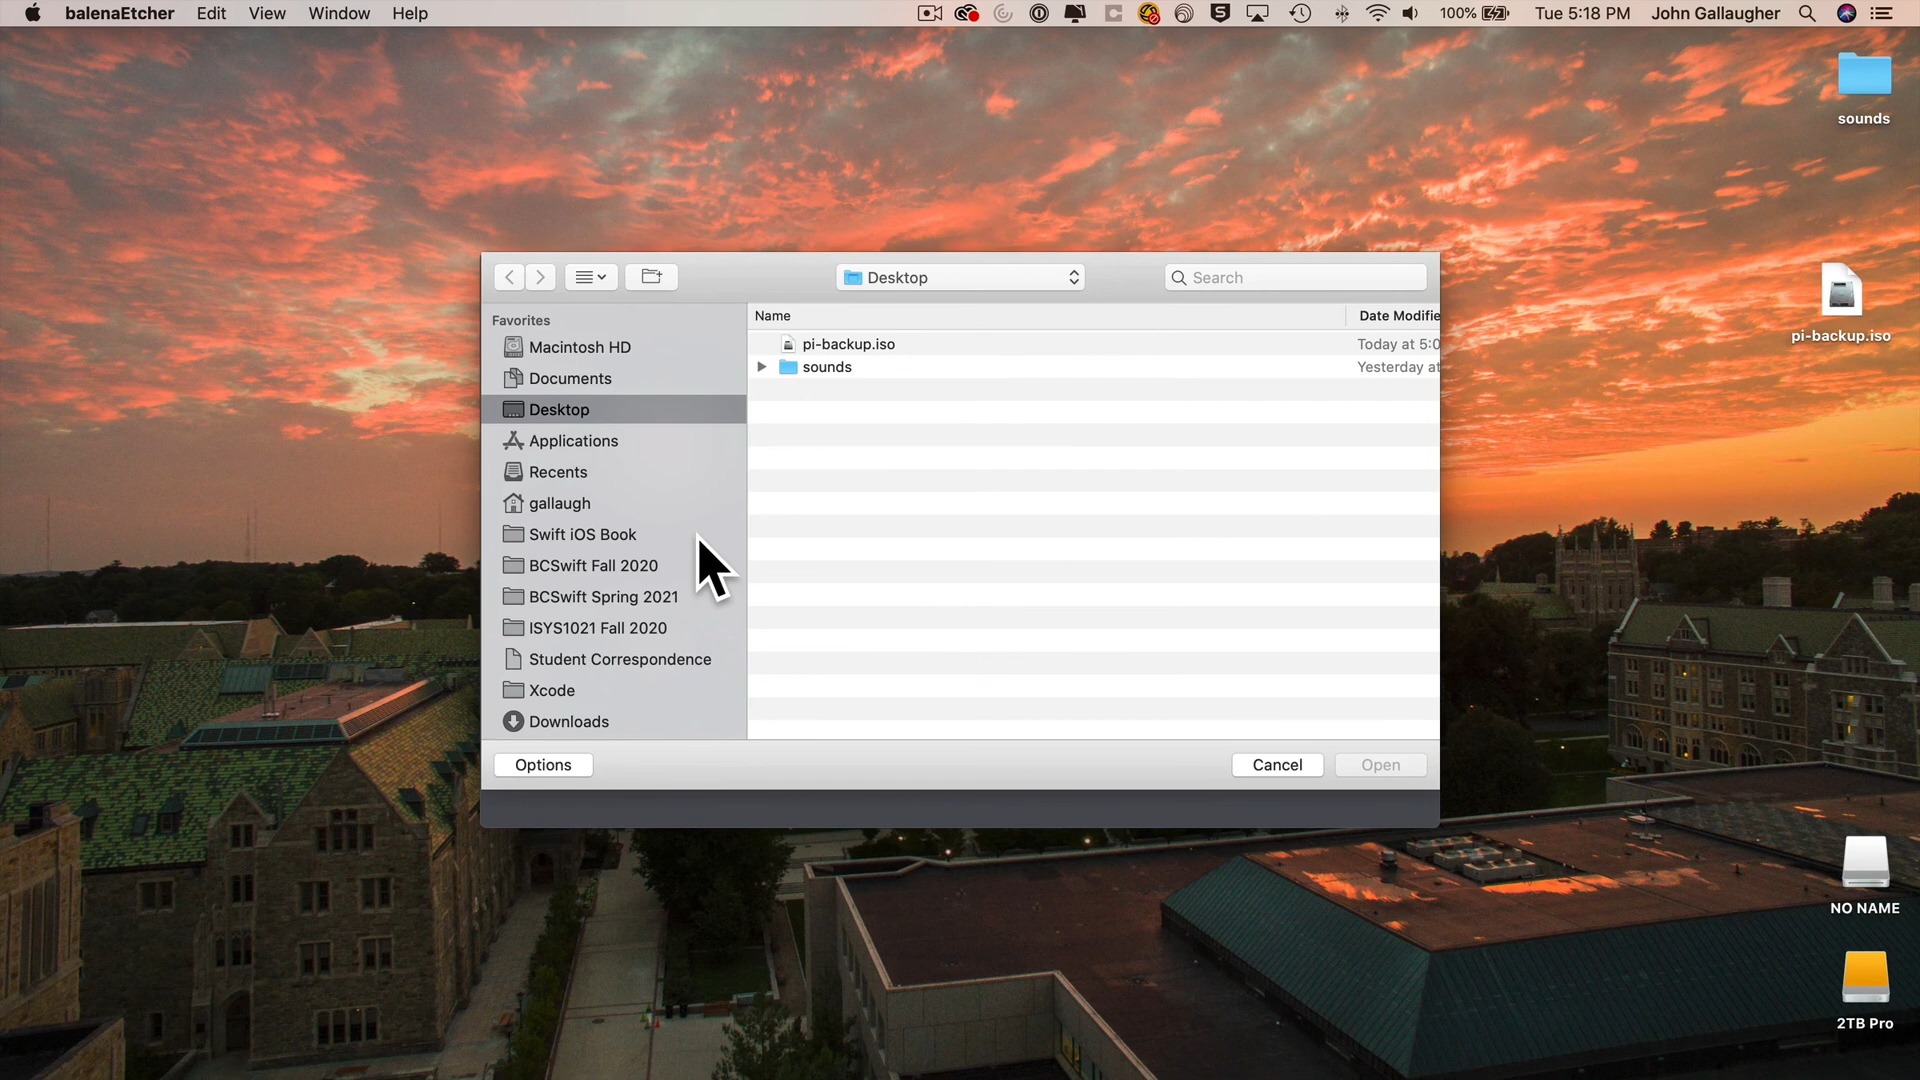 balenaEtcher Edit View Window Help 100% Tue 5:18 PM John Gallaugher
sounds
pi-backup.iso
NO NAME
2TB Pro
Desktop
Search
Favorites
Macintosh HD
Documents
Desktop
Applications
Recents
gallaugh
Swift iOS Book
BCSwift Fall 2020
BCSwift Spring 2021
ISYS1021 Fall 2020
Student Correspondence
Xcode
Downloads
Name Date Modifie
pi-backup.iso Today at 5:0
sounds Yesterday at
Options Cancel Open